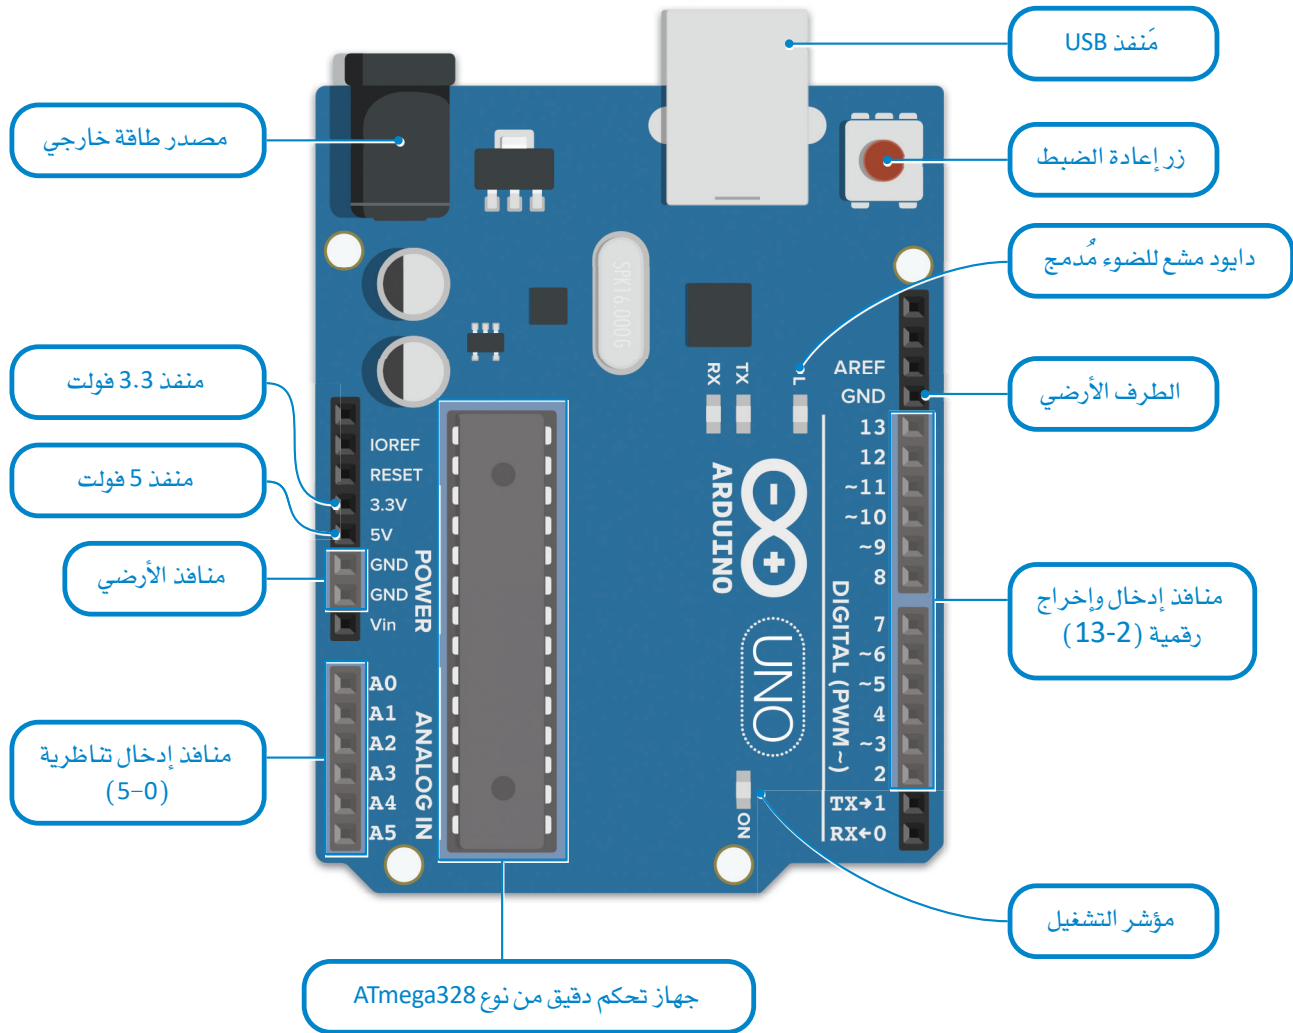 مَنفذ USB
مصدر طاقة خارجي
زر إعادة الضبط
دايود مشع للضوء مُدمج
SPK16.000G
منفذ 3.3 فولت
الطرف الأرضي
منفذ 5 فولت
منافذ الأرضي
منافذ إدخال وإخراج
رقمية (2-13)
منافذ إدخال تناظرية
(0–5)
مؤشر التشغيل
جهاز تحكم دقيق من نوع ATmega328
RX
TX
L
AREF
GND
13
12
~11
~10
~9
8
7
~6
~5
4
~3
2
TX→1
RX←0
DIGITAL (PWM ~)
ARDUINO
UNO
ON
IOREF
RESET
3.3V
5V
GND
GND
Vin
POWER
A0
A1
A2
A3
A4
A5
ANALOG IN